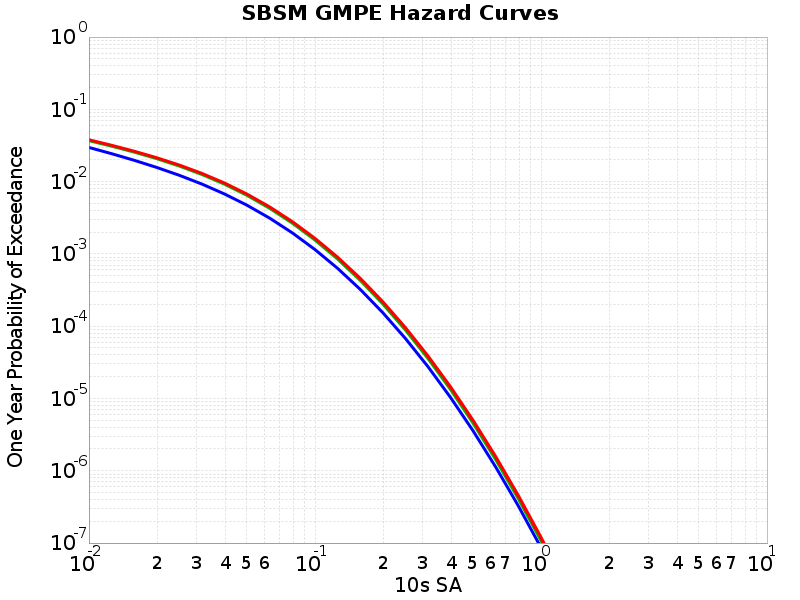 SBSM GMPE Hazard Curves
One Year Probability of Exceedance
10^0
10^-1
10^-2
10^-3
10^-4
10^-5
10^-6
10^-7
10^-2 2 3 4 5 6 10^-1 2 3 4 5 6 7 10^0 2 3 4 5 6 7 10^1
10s SA